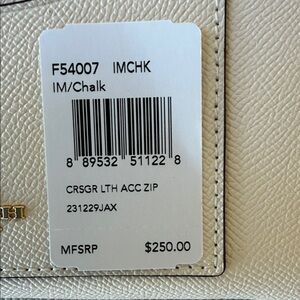 F54007 IMCHK
IM/Chalk
8 89532 51122 8
CRSGR LTH ACC ZIP
231229JAX
MFSRP $250.00